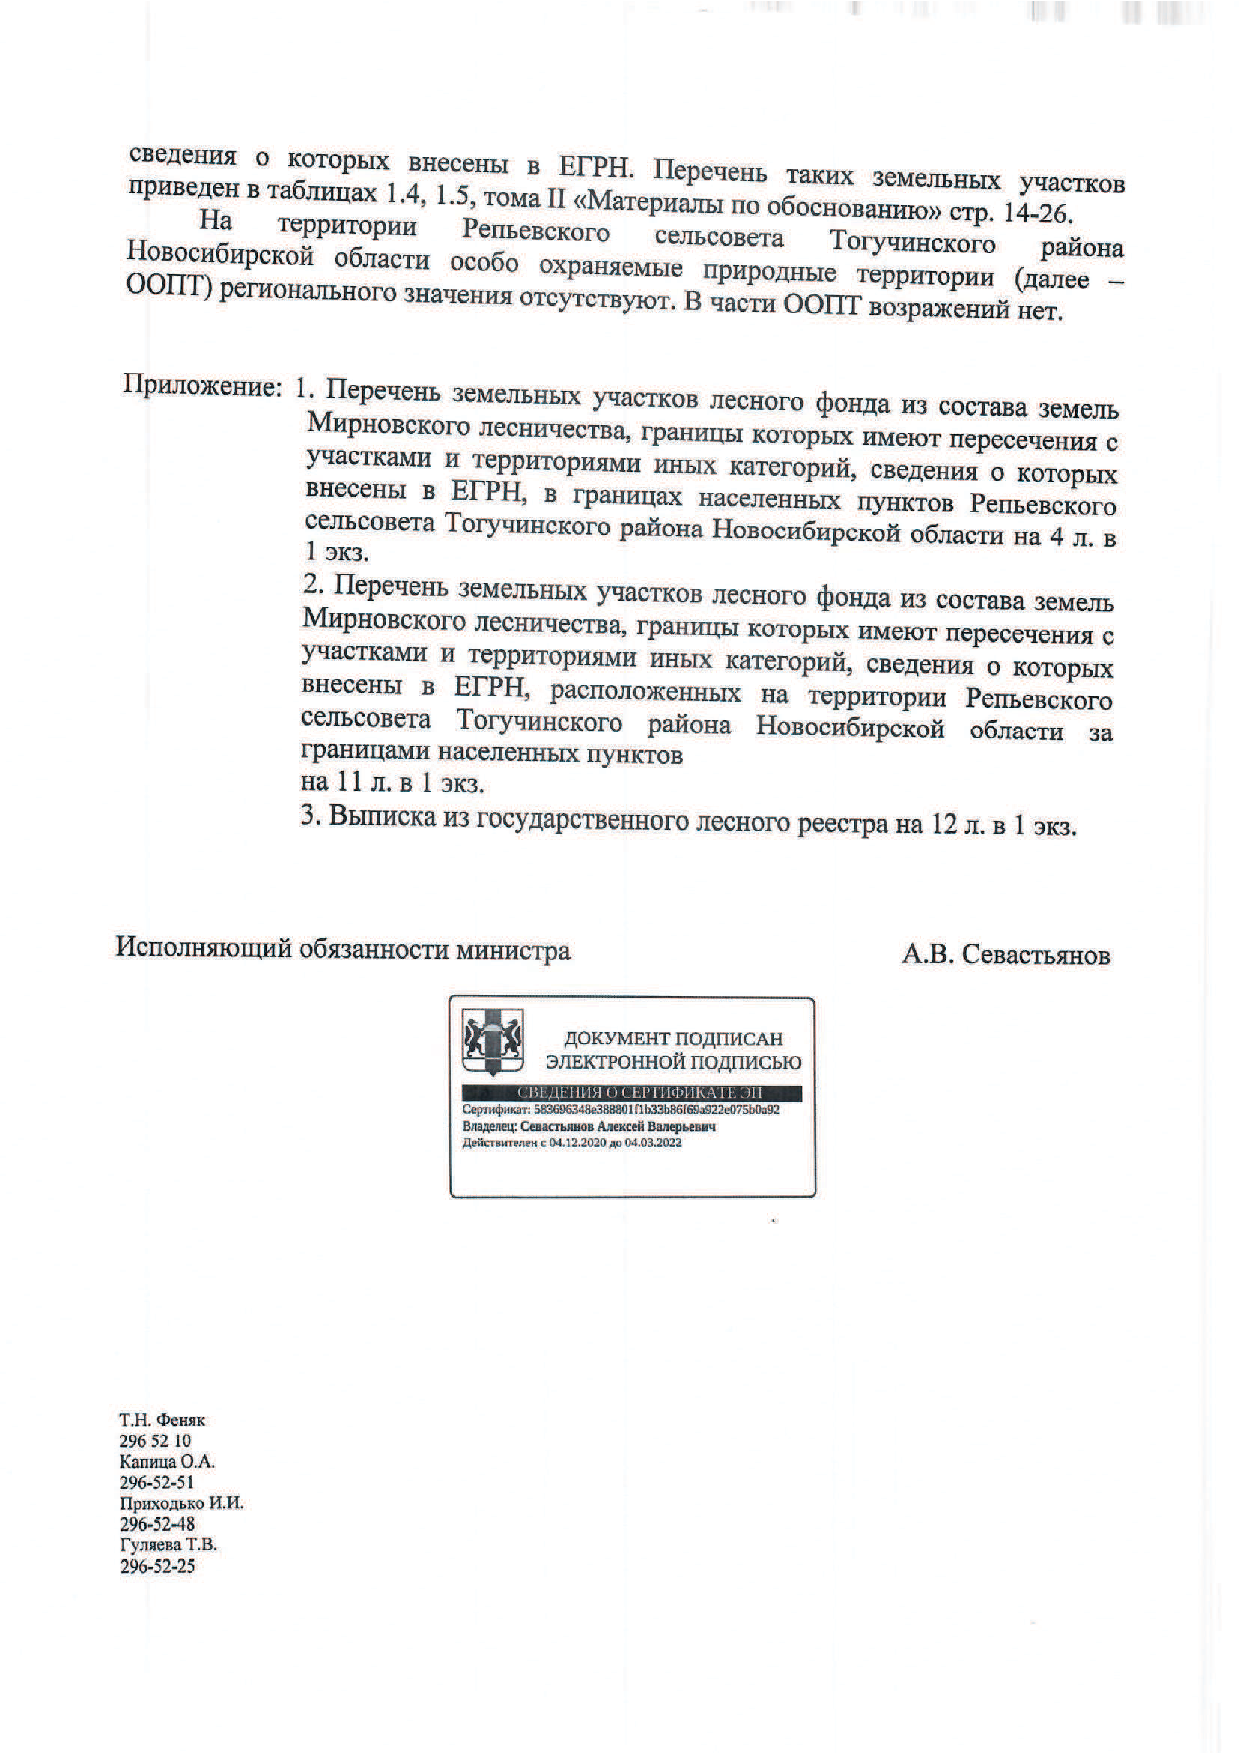 сведения о которых внесены в ЕГРН. Перечень таких земельных участков
приведен в таблицах 1.4, 1.5, тома II «Материалы по обоснованию» стр. 14-26.
На территории Репьевского сельсовета Тогучинского района
Новосибирской области особо охраняемые природные территории (далее –
ООПТ) регионального значения отсутствуют. В части ООПТ возражений нет.
Приложение: 1. Перечень земельных участков лесного фонда из состава земель
Мирновского лесничества, границы которых имеют пересечения с
участками и территориями иных категорий, сведения о которых
внесены в ЕГРН, в границах населенных пунктов Репьевского
сельсовета Тогучинского района Новосибирской области на 4 л. в
1 экз.
2. Перечень земельных участков лесного фонда из состава земель
Мирновского лесничества, границы которых имеют пересечения с
участками и территориями иных категорий, сведения о которых
внесены в ЕГРН, расположенных на территории Репьевского
сельсовета Тогучинского района Новосибирской области за
границами населенных пунктов
на 11 л. в 1 экз.
3. Выписка из государственного лесного реестра на 12 л. в 1 экз.
Исполняющий обязанности министра А.В. Севастьянов
ДОКУМЕНТ ПОДПИСАН
ЭЛЕКТРОННОЙ ПОДПИСЬЮ
СВЕДЕНИЯ О СЕРТИФИКАТЕ ЭП
Сертификат: 583696348e388801f1b33b86f69a922e075b0a92
Владелец: Севастьянов Алексей Валерьевич
Действителен с 04.12.2020 до 04.03.2022
Т.Н. Феняк
296 52 10
Капица О.А.
296-52-51
Приходько И.И.
296-52-48
Гуляева Т.В.
296-52-25